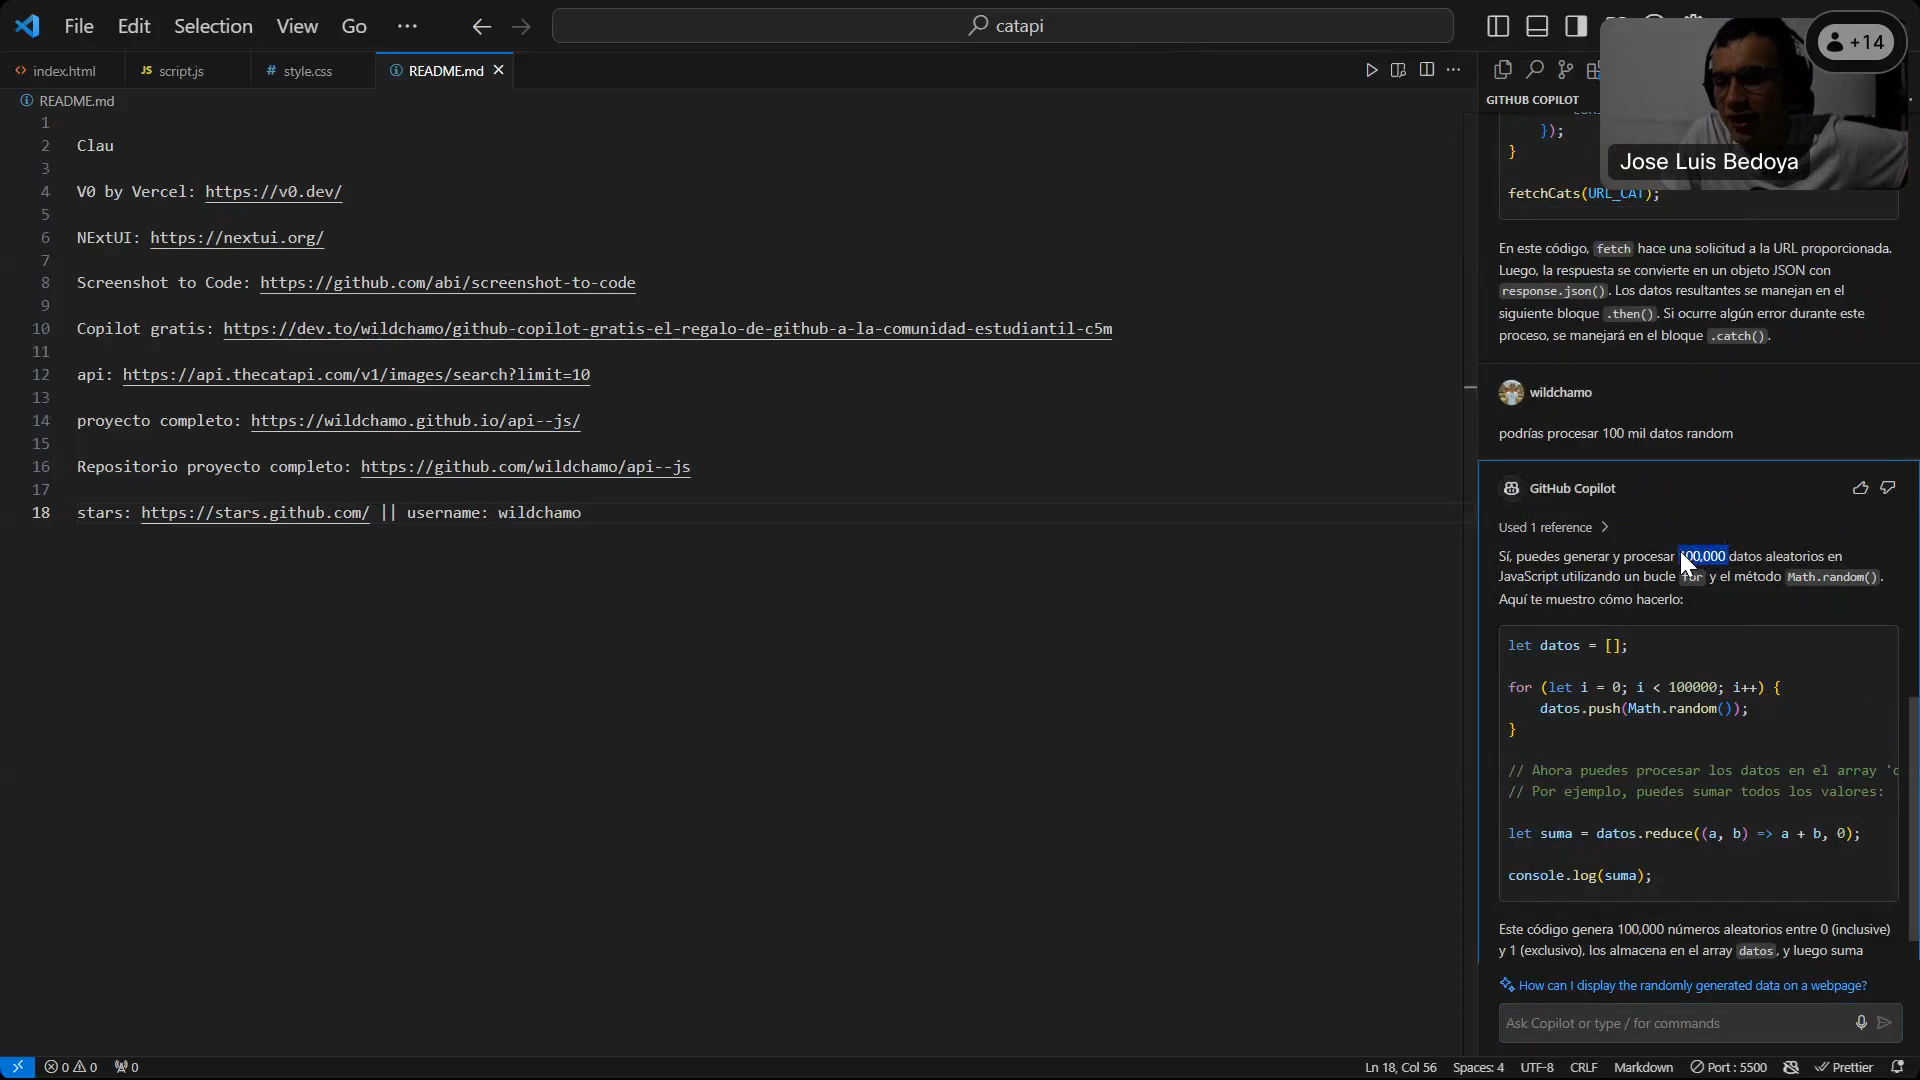 File Edit Selection View Go ··· catapi
+14
index.html JS script.js # style.css README.md
README.md
GITHUB COPILOT
Jose Luis Bedoya
1
2 Clau
3
4 V0 by Vercel: https://v0.dev/
5
6 NExtUI: https://nextui.org/
7
8 Screenshot to Code: https://github.com/abi/screenshot-to-code
9
10 Copilot gratis: https://dev.to/wildchamo/github-copilot-gratis-el-regalo-de-github-a-la-comunidad-estudiantil-c5m
11
12 api: https://api.thecatapi.com/v1/images/search?limit=10
13
14 proyecto completo: https://wildchamo.github.io/api--js/
15
16 Repositorio proyecto completo: https://github.com/wildchamo/api--js
17
18 stars: https://stars.github.com/ || username: wildchamo
});
}
fetchCats(URL_CAT);
En este código, fetch hace una solicitud a la URL proporcionada.
Luego, la respuesta se convierte en un objeto JSON con
response.json(). Los datos resultantes se manejan en el
siguiente bloque .then(). Si ocurre algún error durante este
proceso, se manejará en el bloque .catch().
wildchamo
podrías procesar 100 mil datos random
GitHub Copilot
Used 1 reference >
Sí, puedes generar y procesar 100,000 datos aleatorios en
JavaScript utilizando un bucle for y el método Math.random().
Aquí te muestro cómo hacerlo:
let datos = [];
for (let i = 0; i < 100000; i++) {
datos.push(Math.random());
}
// Ahora puedes procesar los datos en el array
// Por ejemplo, puedes sumar todos los valores:
let suma = datos.reduce((a, b) => a + b, 0);
console.log(suma);
Este código genera 100,000 números aleatorios entre 0 (inclusive)
y 1 (exclusivo), los almacena en el array datos, y luego suma
How can I display the randomly generated data on a webpage?
Ask Copilot or type / for commands
0 0 0 Ln 18, Col 56 Spaces: 4 UTF-8 CRLF Markdown Port : 5500 Prettier